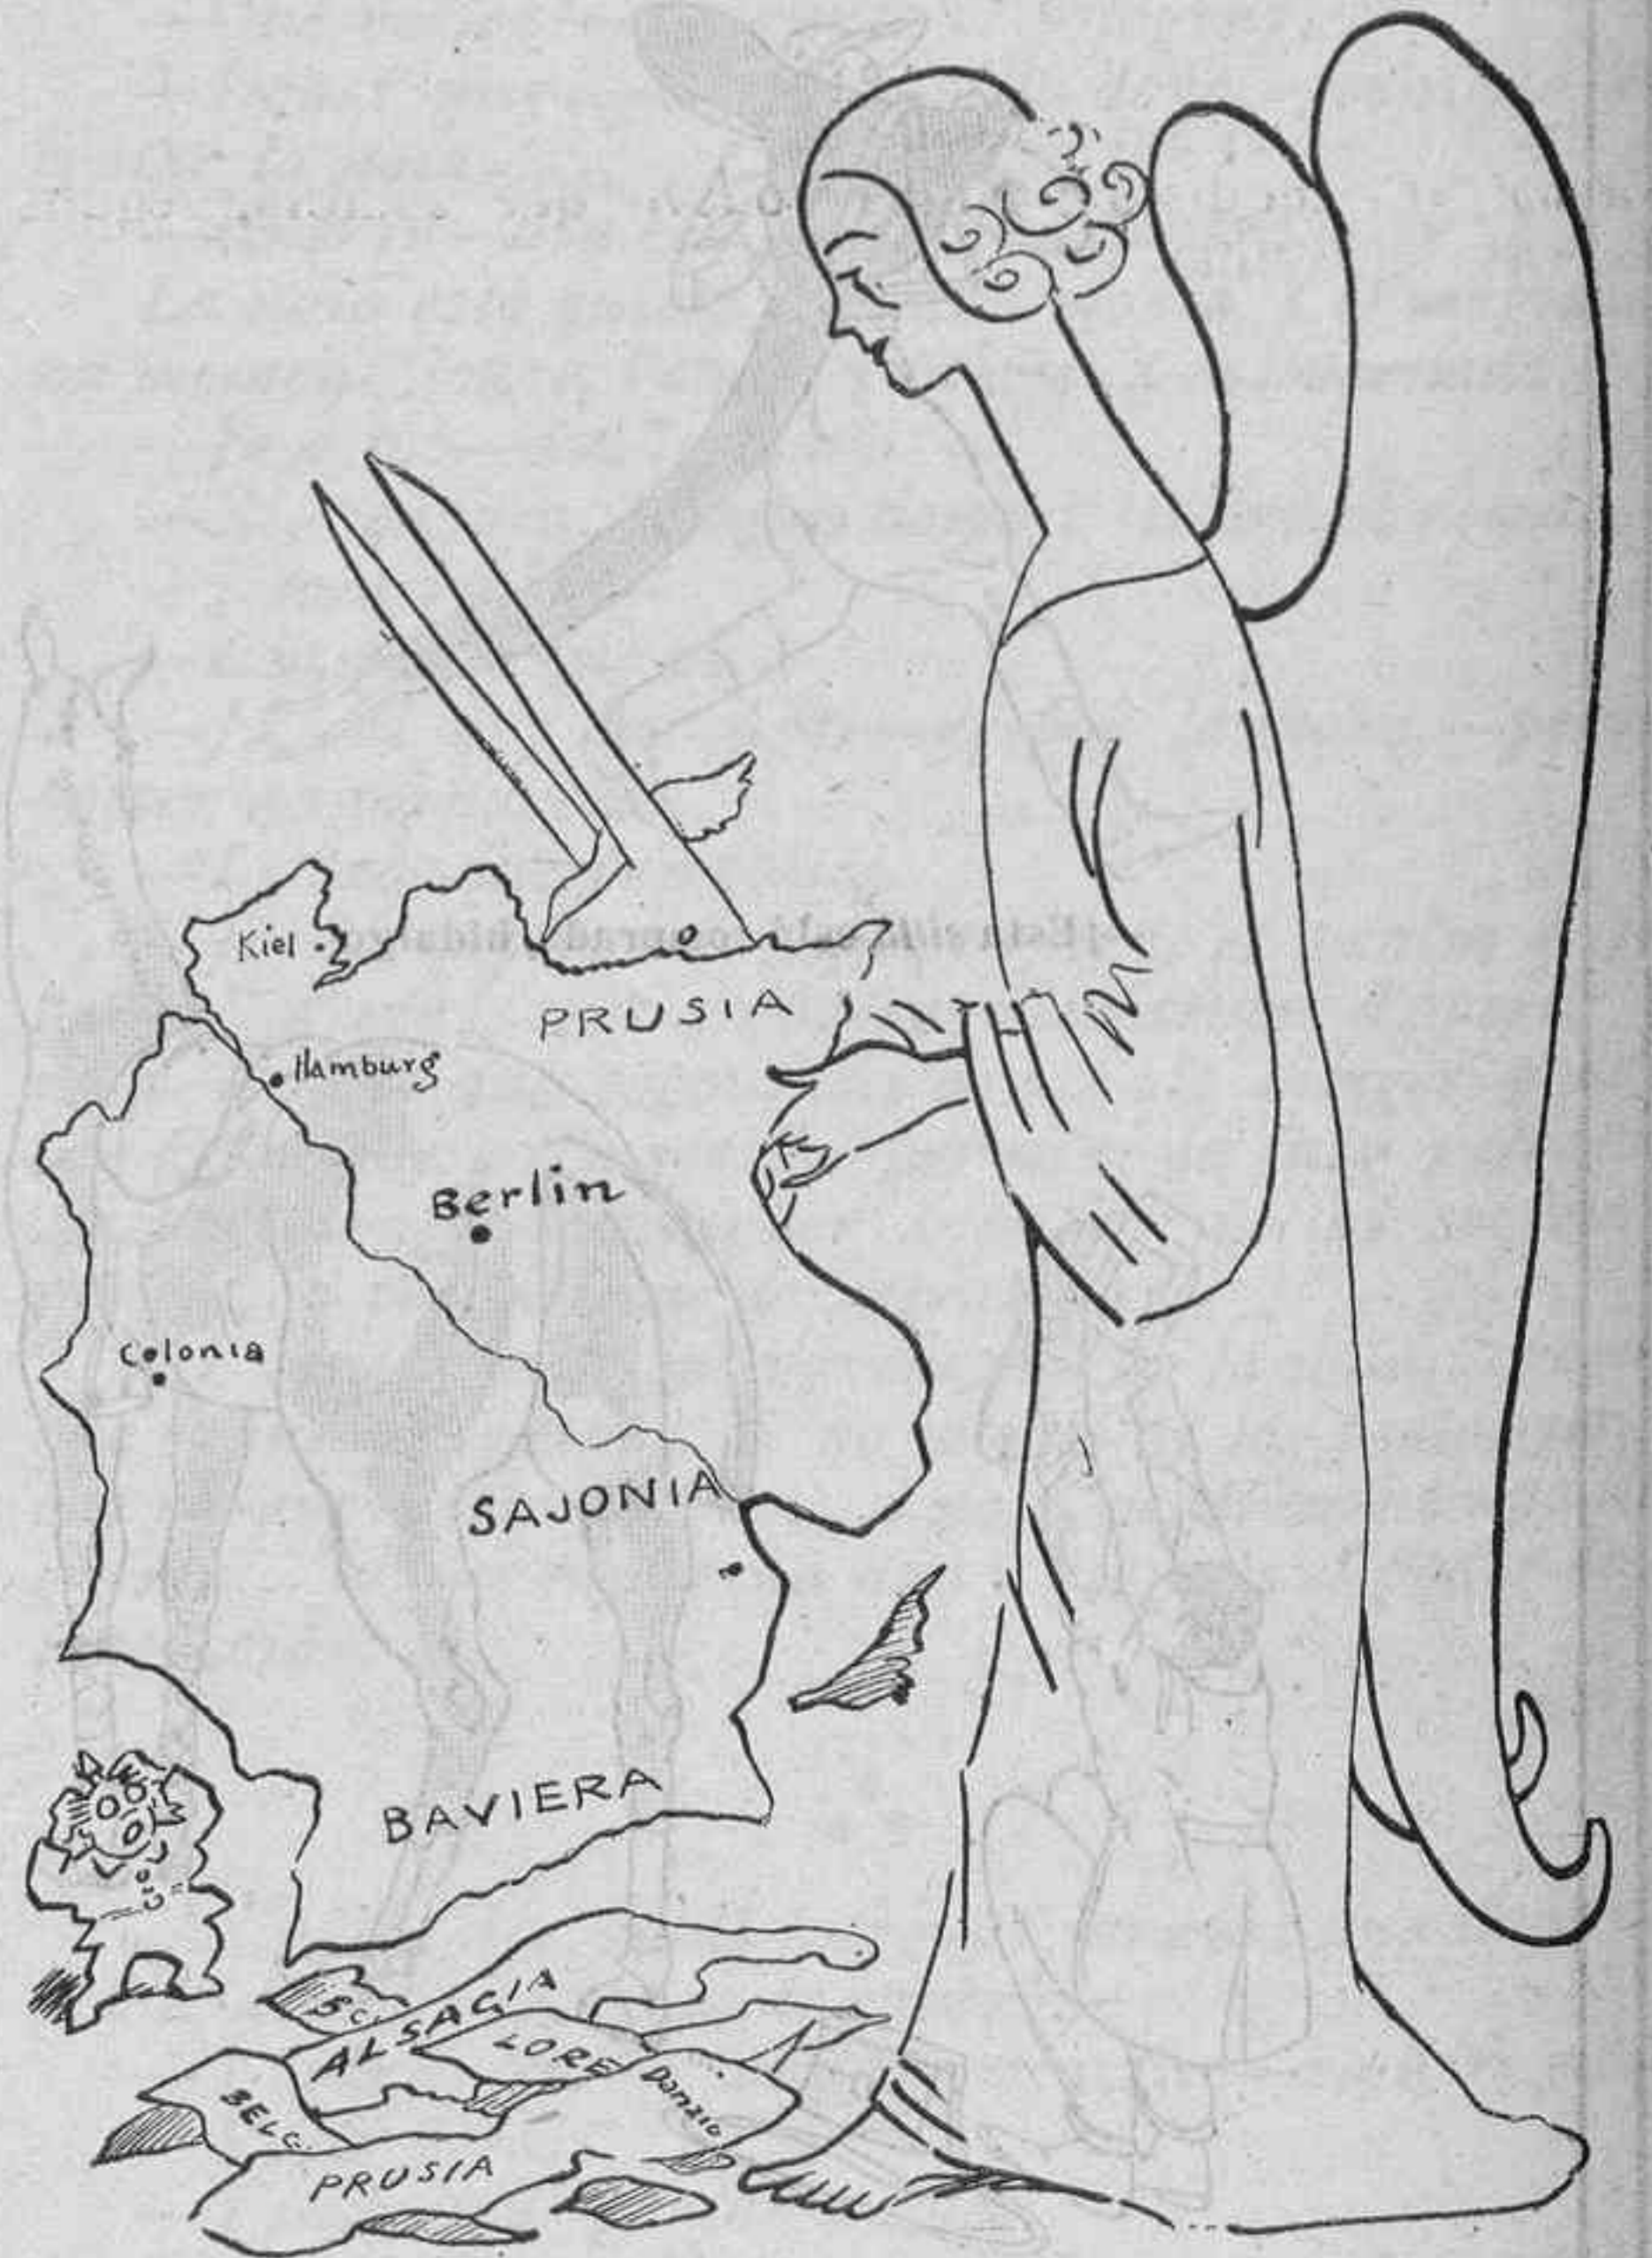 Kiel
PRUSIA
Hamburg
Berlin
Colonia
SAJONIA
BAVIERA
ALSACIA
LORE
Danzig
BELG
PRUSIA